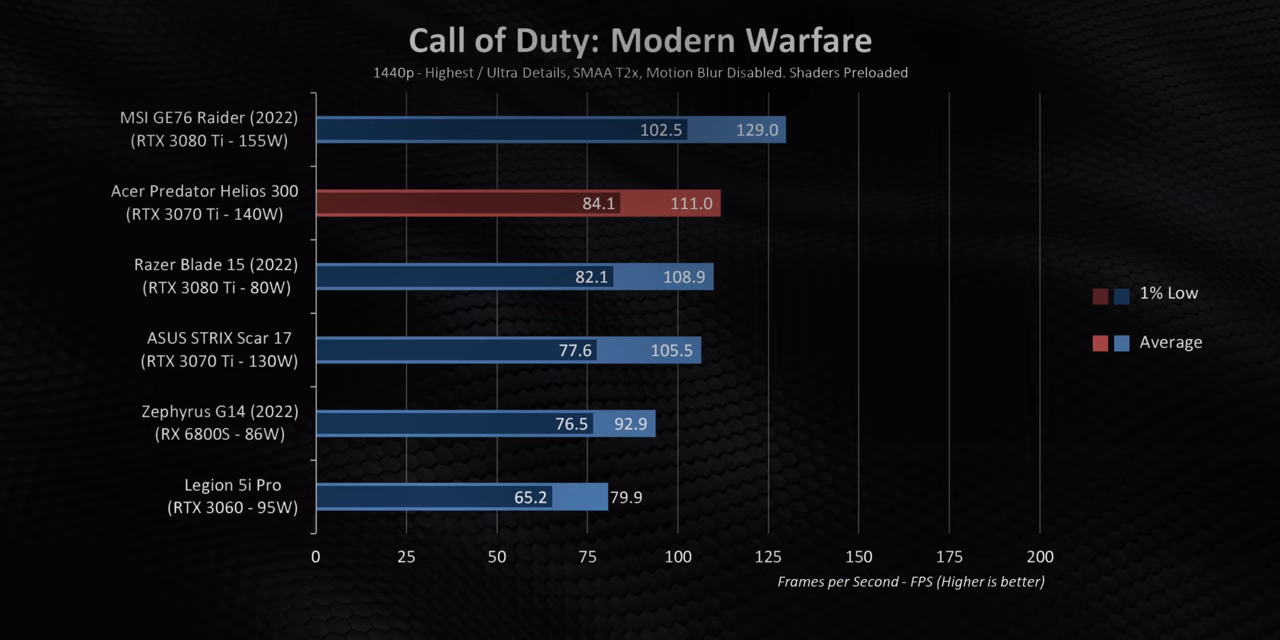 Call of Duty: Modern Warfare
1440p - Highest / Ultra Details, SMAA T2x, Motion Blur Disabled. Shaders Preloaded
MSI GE76 Raider (2022)
(RTX 3080 Ti - 155W)
102.5 129.0
Acer Predator Helios 300
(RTX 3070 Ti - 140W)
84.1 111.0
Razer Blade 15 (2022)
(RTX 3080 Ti - 80W)
82.1 108.9
ASUS STRIX Scar 17
(RTX 3070 Ti - 130W)
77.6 105.5
Zephyrus G14 (2022)
(RX 6800S - 86W)
76.5 92.9
Legion 5i Pro
(RTX 3060 - 95W)
65.2 79.9
0 25 50 75 100 125 150 175 200
Frames per Second - FPS (Higher is better)
1% Low
Average